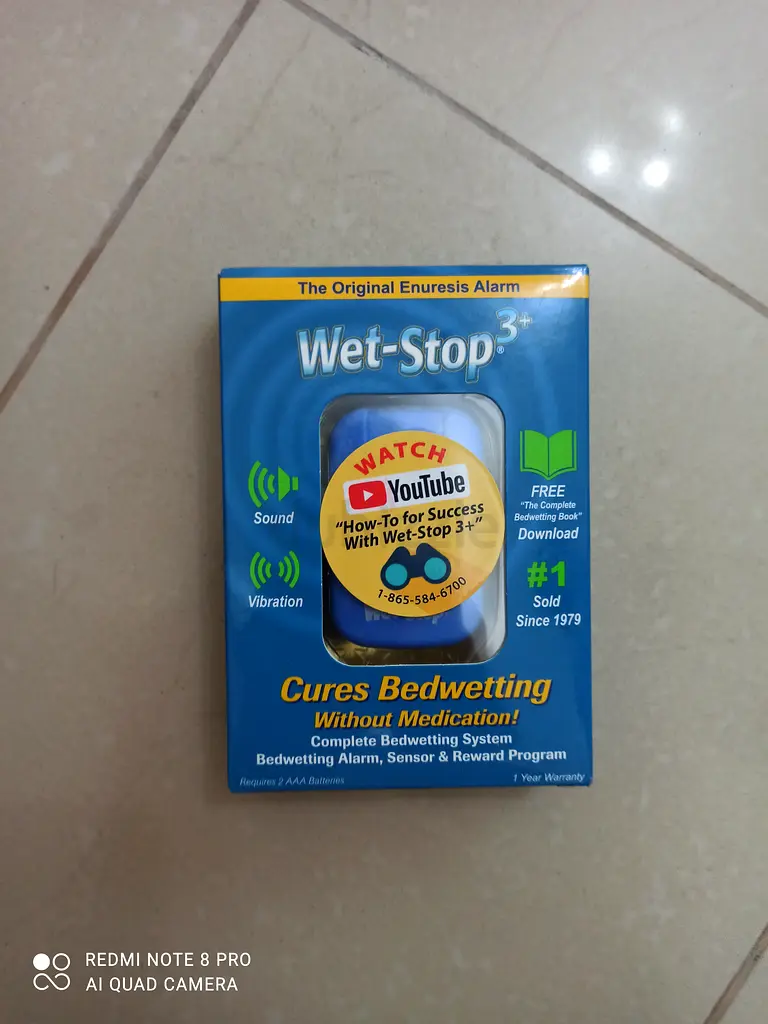 The Original Enuresis Alarm
Wet-Stop®3+
WATCH
YouTube
"How-To for Success
With Wet-Stop 3+"
1-865-584-6700
Sound
Vibration
FREE
"The Complete
Bedwetting Book"
Download
#1
Sold
Since 1979
Cures Bedwetting
Without Medication!
Complete Bedwetting System
Bedwetting Alarm, Sensor & Reward Program
Requires 2 AAA Batteries
1 Year Warranty
REDMI NOTE 8 PRO
AI QUAD CAMERA